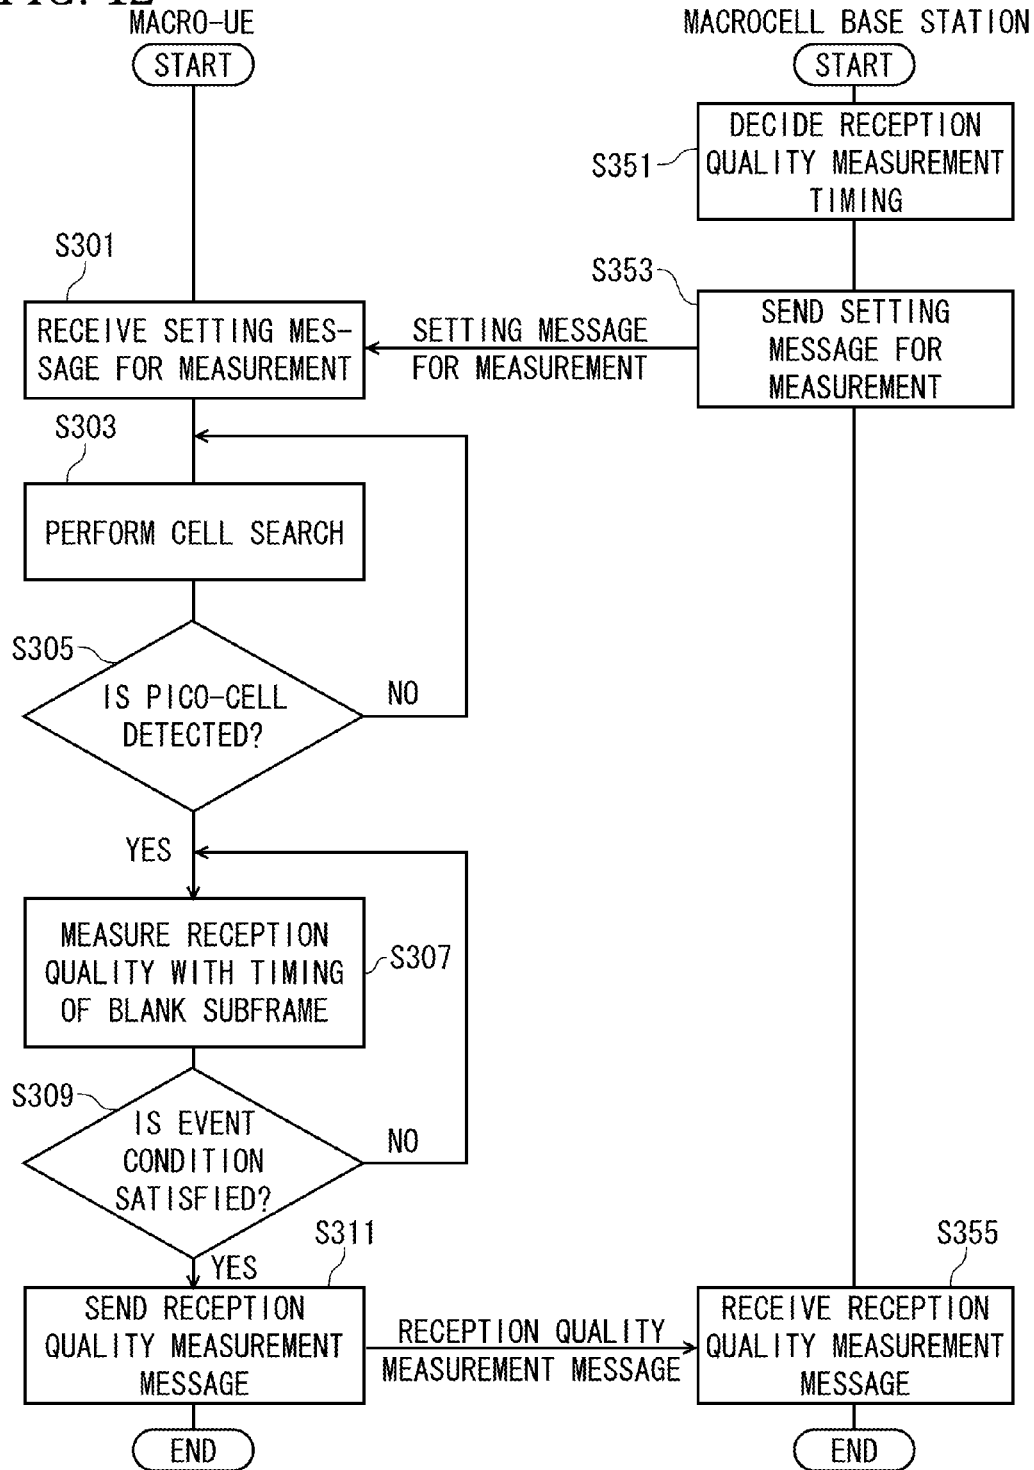 FIG. 12
MACRO-UE
MACROCELL BASE STATION
START
START
DECIDE RECEPTION
QUALITY MEASUREMENT
TIMING
S351
S301
S353
RECEIVE SETTING MES-
SAGE FOR MEASUREMENT
SETTING MESSAGE
FOR MEASUREMENT
SEND SETTING
MESSAGE FOR
MEASUREMENT
S303
PERFORM CELL SEARCH
S305
IS PICO-CELL
DETECTED?
NO
YES
MEASURE RECEPTION
QUALITY WITH TIMING
OF BLANK SUBFRAME
S307
S309
IS EVENT
CONDITION
SATISFIED?
NO
YES
S311
S355
SEND RECEPTION
QUALITY MEASUREMENT
MESSAGE
RECEPTION QUALITY
MEASUREMENT MESSAGE
RECEIVE RECEPTION
QUALITY MEASUREMENT
MESSAGE
END
END